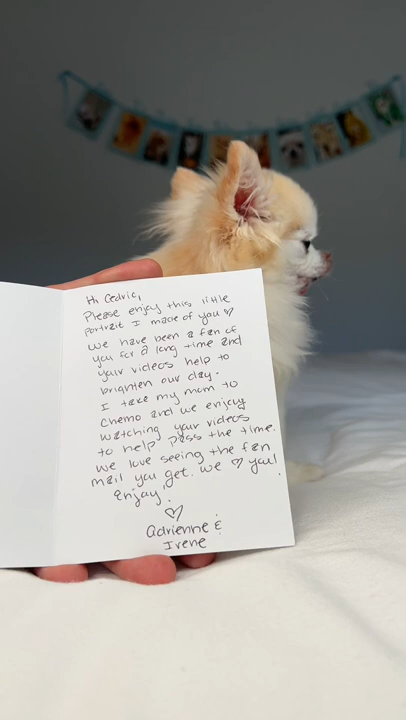 Hi Cedric,
Please enjoy this little
portrait I made of you ♡
we have been a fan of
you for a long time and
your videos help to
brighten our day.
I take my mom to
chemo and we enjoy
watching your videos
to help pass the time.
we love seeing the fan
mail you get. we ♡ you!
Enjoy!
♡
Adrienne &
Irene